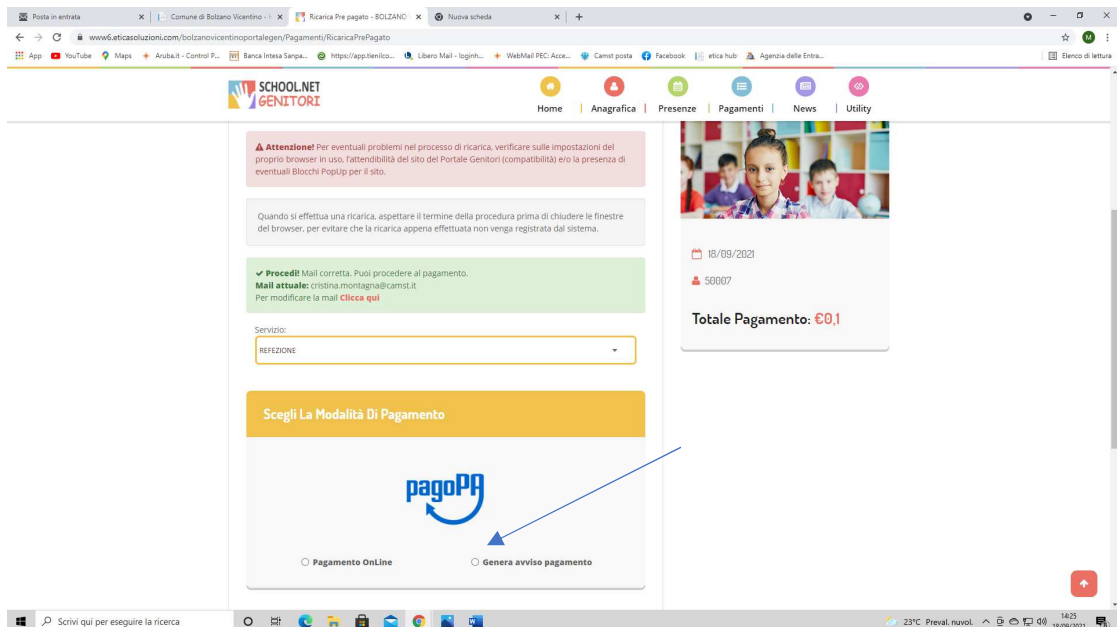 Posta in entrata
Comune di Bolzano Vicentino - H
Ricarica Pre pagato - BOLZANO
Nuova scheda
www6.eticasoluzioni.com/bolzanovicentinoportalegen/Pagamenti/RicaricaPrePagato
M
App
YouTube
Maps
Aruba.it - Control P...
Banca Intesa Sanpa...
https://app.tienilco...
Libero Mail - loginh...
WebMail PEC: Acce...
Camst posta
Facebook
etica hub
Agenzia delle Entra...
Elenco di lettura
SCHOOL.NET
GENITORI
Home | Anagrafica | Presenze | Pagamenti | News | Utility
Attenzione! Per eventuali problemi nel processo di ricarica, verificare sulle impostazioni del
proprio browser in uso, l'attendibilità del sito del Portale Genitori (compatibilità) e/o la presenza di
eventuali Blocchi PopUp per il sito.
Quando si effettua una ricarica, aspettare il termine della procedura prima di chiudere le finestre
del browser, per evitare che la ricarica appena effettuata non venga registrata dal sistema.
Procedi! Mail corretta. Puoi procedere al pagamento.
Mail attuale: cristina.montagna@camst.it
Per modificare la mail Clicca qui
Servizio:
REFEZIONE
Scegli La Modalità Di Pagamento
pagoPA
Pagamento OnLine
Genera avviso pagamento
18/09/2021
50007
Totale Pagamento: €0,1
Scrivi qui per eseguire la ricerca
23°C Preval. nuvol.
14:25
18/09/2021